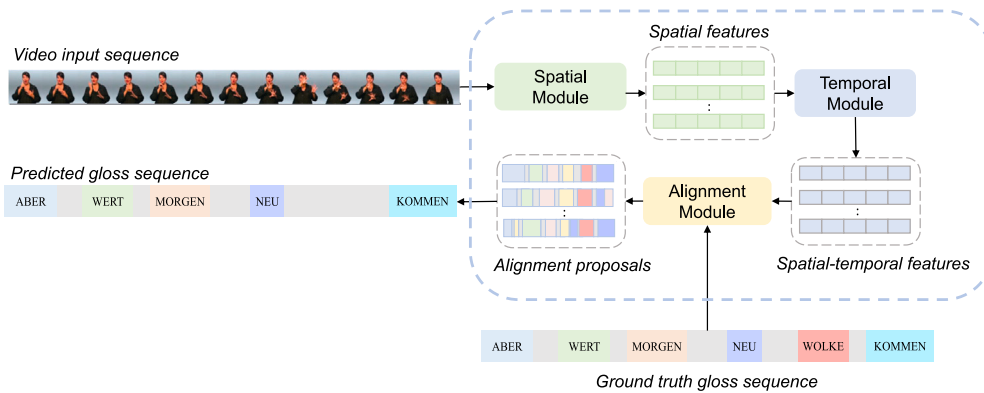 Video input sequence
Spatial
Module
Spatial features
:
Temporal
Module
Predicted gloss sequence
ABER WERT MORGEN NEU KOMMEN
:
Alignment proposals
Alignment
Module
:
Spatial-temporal features
ABER WERT MORGEN NEU WOLKE KOMMEN
Ground truth gloss sequence